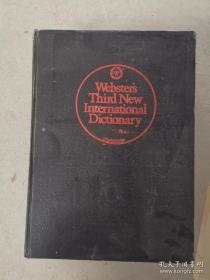 Webster's
Third New
International
Dictionary
孔夫子旧书网